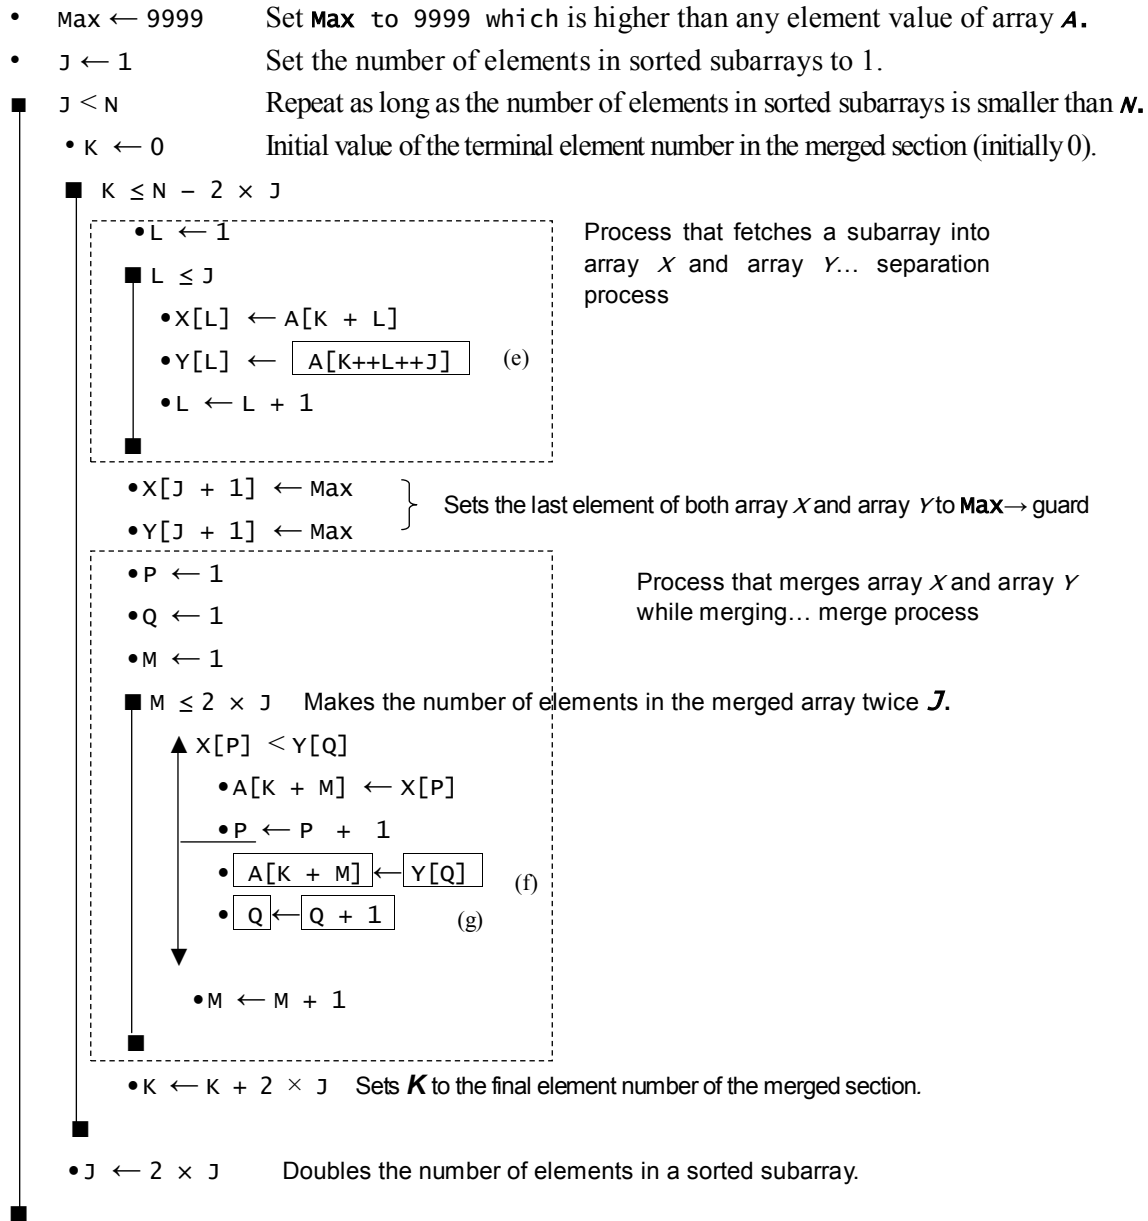 • Max ← 9999 Set Max to 9999 which is higher than any element value of array A.
• J ← 1 Set the number of elements in sorted subarrays to 1.
■ J < N Repeat as long as the number of elements in sorted subarrays is smaller than N.
• K ← 0 Initial value of the terminal element number in the merged section (initially 0).
■ K ≤ N – 2 × J
•L ← 1 Process that fetches a subarray into
■ L ≤ J array X and array Y… separation
process
•X[L] ← A[K + L]
•Y[L] ← A[K++L++J] (e)
•L ← L + 1
■
•X[J + 1] ← Max
Sets the last element of both array X and array Y to Max→ guard
•Y[J + 1] ← Max
•P ← 1 Process that merges array X and array Y
•Q ← 1 while merging… merge process
•M ← 1
■ M ≤ 2 × J Makes the number of elements in the merged array twice J.
▲ X[P] < Y[Q]
•A[K + M] ← X[P]
•P ← P + 1
• A[K + M] ← Y[Q] (f)
• Q ← Q + 1 (g)
▼
•M ← M + 1
■
•K ← K + 2 × J Sets K to the final element number of the merged section.
■
•J ← 2 × J Doubles the number of elements in a sorted subarray.
■